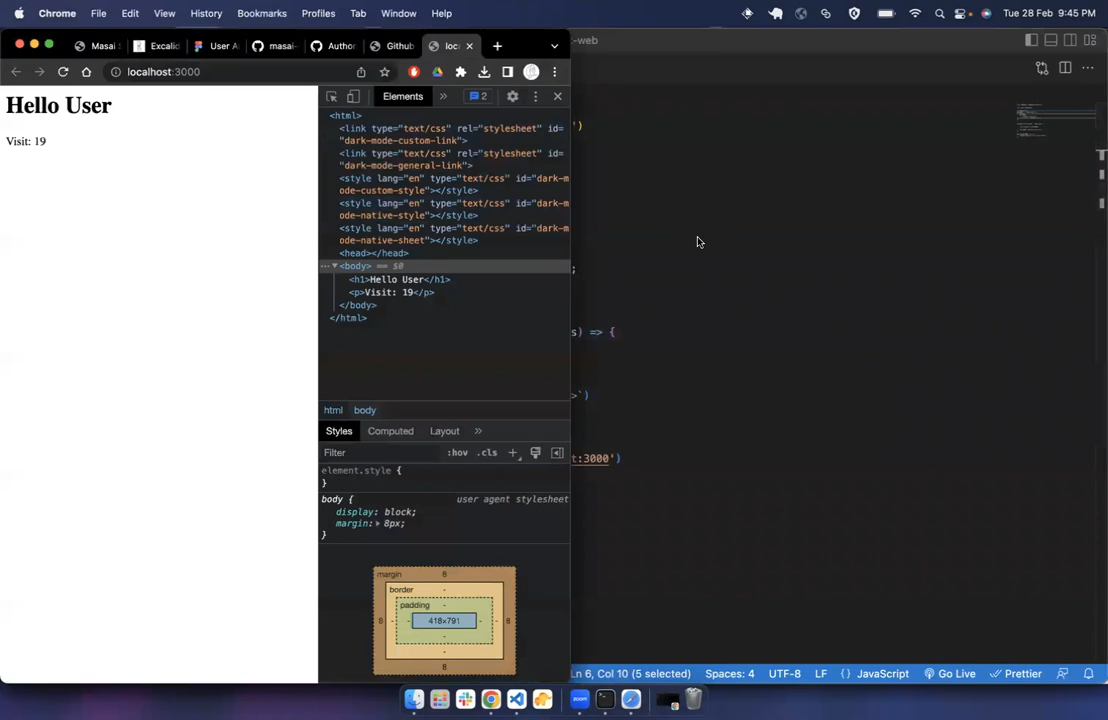 Chrome File Edit View History Bookmarks Profiles Tab Window Help Tue 28 Feb 9:45 PM
Masai Excalid User A masai- Author Github loca
-web
localhost:3000
Hello User
Visit: 19
Elements » 2
<html>
<link type="text/css" rel="stylesheet" id=
"dark-mode-custom-link">
<link type="text/css" rel="stylesheet" id=
"dark-mode-general-link">
<style lang="en" type="text/css" id="dark-m
ode-custom-style"></style>
<style lang="en" type="text/css" id="dark-m
ode-native-style"></style>
<style lang="en" type="text/css" id="dark-m
ode-native-sheet"></style>
<head></head>
<body> == $0
<h1>Hello User</h1>
<p>Visit: 19</p>
</body>
</html>
html body
Styles Computed Layout »
Filter :hov .cls
element.style {
}
body { user agent stylesheet
display: block;
margin: 8px;
}
margin 8
border -
padding -
8 - - 418×791 - - 8
-
-
8
')
;
s) => {
>`)
t:3000')
Ln 6, Col 10 (5 selected) Spaces: 4 UTF-8 LF {} JavaScript Go Live Prettier
zoom